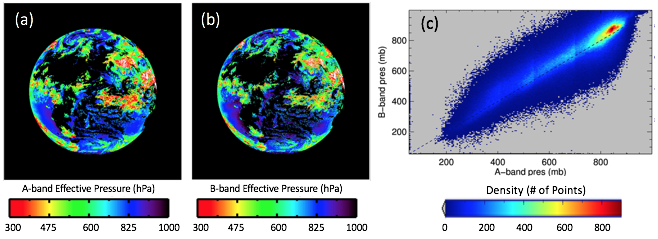 (a)
(b)
(c)
B-band pres (mb)
800
600
400
200
200 400 600 800
A-band pres (mb)
A-band Effective Pressure (hPa)
300 475 600 825 1000
B-band Effective Pressure (hPa)
300 475 600 825 1000
Density (# of Points)
0 200 400 600 800